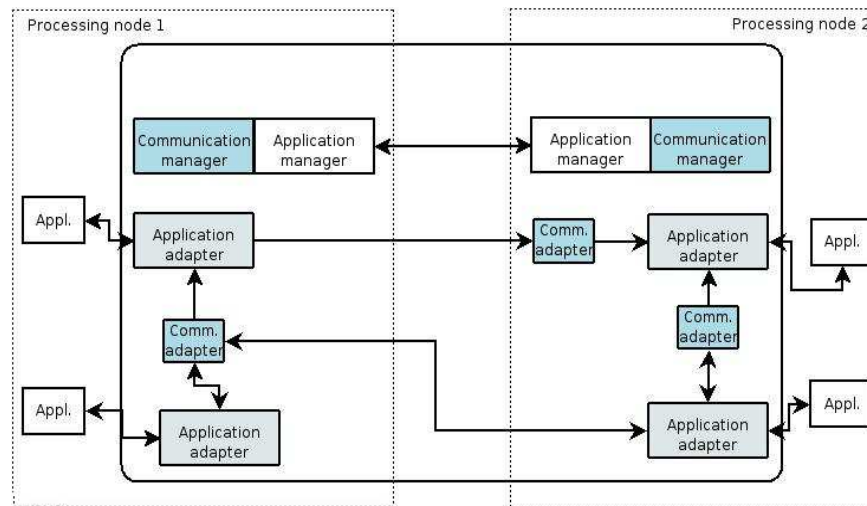 Processing node 1
Processing node 2
Communication
manager
Application
manager
Application
manager
Communication
manager
Appl.
Application
adapter
Comm.
adapter
Application
adapter
Appl.
Comm.
adapter
Comm.
adapter
Appl.
Application
adapter
Application
adapter
Appl.